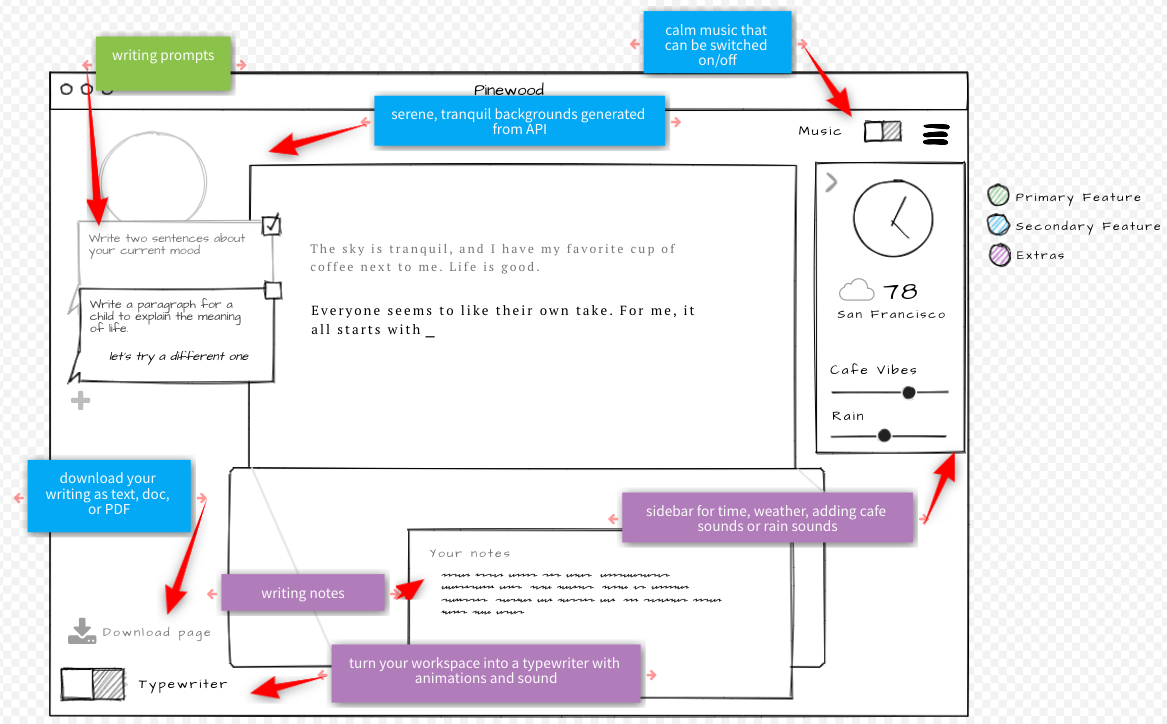 writing prompts
calm music that
can be switched
on/off
Pinewood
serene, tranquil backgrounds generated
from API
Music
Primary Feature
Secondary Feature
Extras
Write two sentences about
your current mood
Write a paragraph for a
child to explain the meaning
of life.
let's try a different one
The sky is tranquil, and I have my favorite cup of
coffee next to me. Life is good.
Everyone seems to like their own take. For me, it
all starts with _
78
San Francisco
Cafe Vibes
Rain
download your
writing as text, doc,
or PDF
sidebar for time, weather, adding cafe
sounds or rain sounds
Your notes
writing notes
Download page
turn your workspace into a typewriter with
animations and sound
Typewriter